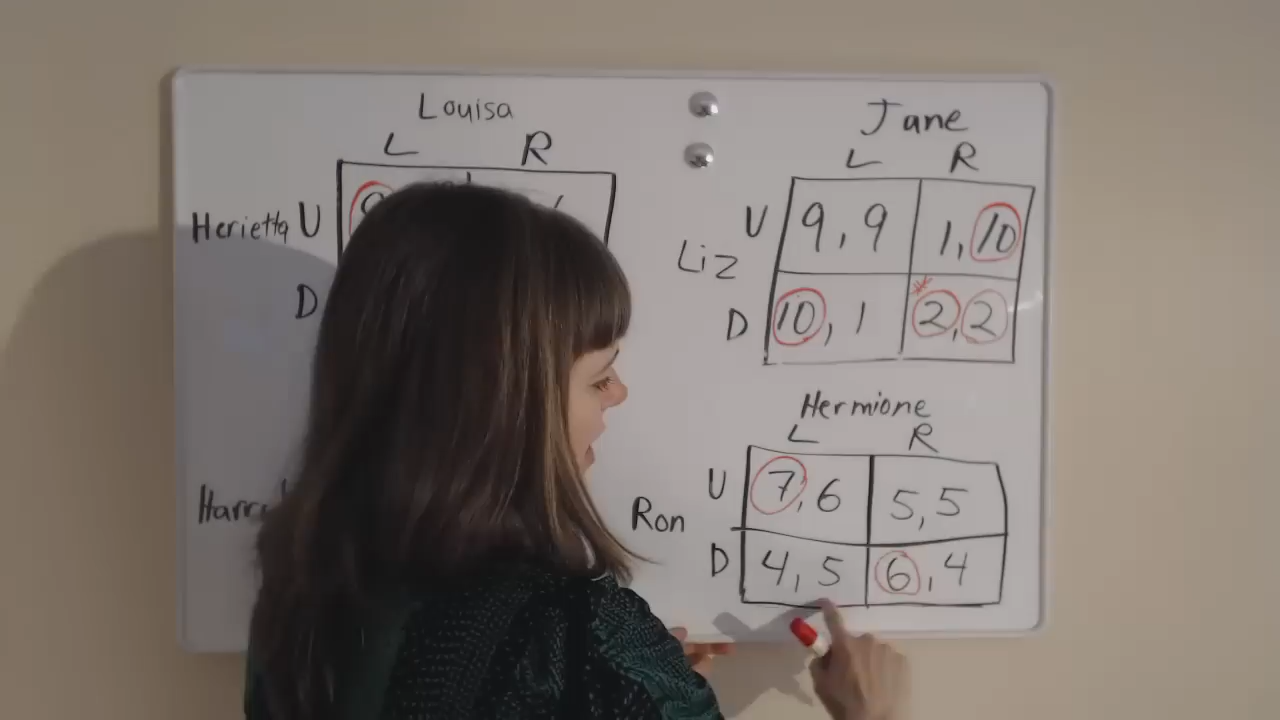 Louisa
L R
Herietta U
D
Jane
L R
U 9, 9 1, 10
Liz
D 10, 1 2, 2
Hermione
L R
U 7, 6 5, 5
Ron
D 4, 5 6, 4